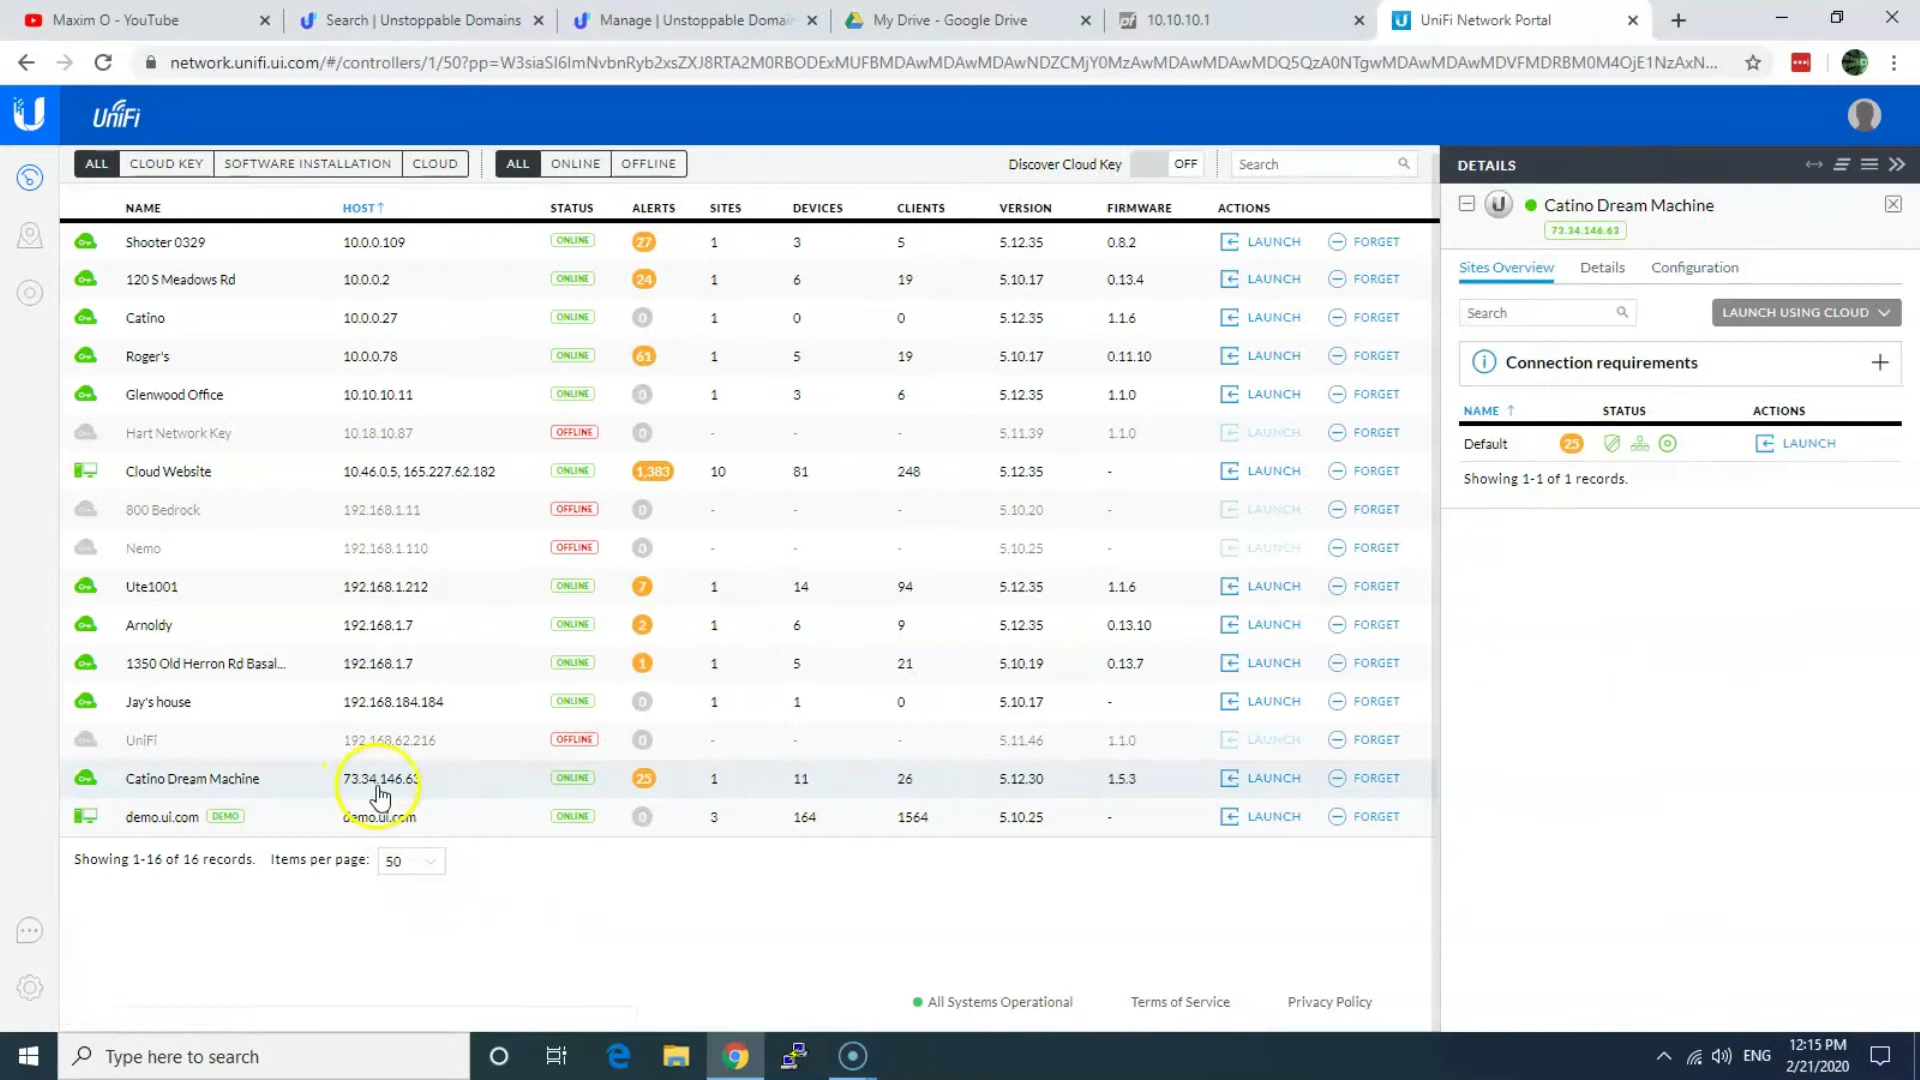 Maxim O - YouTube
Search | Unstoppable Domains
Manage | Unstoppable Domain
My Drive - Google Drive
10.10.10.1
UniFi Network Portal
UniFi
ALL CLOUD KEY SOFTWARE INSTALLATION CLOUD ALL ONLINE OFFLINE Discover Cloud Key OFF Search
NAME HOST↑ STATUS ALERTS SITES DEVICES CLIENTS VERSION FIRMWARE ACTIONS
Shooter 0329 10.0.0.109 ONLINE 27 1 3 5 5.12.35 0.8.2 LAUNCH FORGET
120 S Meadows Rd 10.0.0.2 ONLINE 24 1 6 19 5.10.17 0.13.4 LAUNCH FORGET
Catino 10.0.0.27 ONLINE 0 1 0 0 5.12.35 1.1.6 LAUNCH FORGET
Roger's 10.0.0.78 ONLINE 61 1 5 19 5.10.17 0.11.10 LAUNCH FORGET
Glenwood Office 10.10.10.11 ONLINE 0 1 3 6 5.12.35 1.1.0 LAUNCH FORGET
Hart Network Key 10.18.10.87 OFFLINE 0 - - - 5.11.39 1.1.0 LAUNCH FORGET
Cloud Website 10.46.0.5, 165.227.62.182 ONLINE 1,383 10 81 248 5.12.35 - LAUNCH FORGET
800 Bedrock 192.168.1.11 OFFLINE 0 - - - 5.10.20 - LAUNCH FORGET
Nemo 192.168.1.110 OFFLINE 0 - - - 5.10.25 - LAUNCH FORGET
Ute1001 192.168.1.212 ONLINE 7 1 14 94 5.12.35 1.1.6 LAUNCH FORGET
Arnoldy 192.168.1.7 ONLINE 2 1 6 9 5.12.35 0.13.10 LAUNCH FORGET
1350 Old Herron Rd Basal... 192.168.1.7 ONLINE 1 1 5 21 5.10.19 0.13.7 LAUNCH FORGET
Jay's house 192.168.184.184 ONLINE 0 1 1 0 5.10.17 - LAUNCH FORGET
UniFi 192.168.62.216 OFFLINE 0 - - - 5.11.46 1.1.0 LAUNCH FORGET
Catino Dream Machine 73.34.146.63 ONLINE 25 1 11 26 5.12.30 1.5.3 LAUNCH FORGET
demo.ui.com DEMO demo.ui.com ONLINE 0 3 164 1564 5.10.25 - LAUNCH FORGET
Showing 1-16 of 16 records. Items per page: 50
All Systems Operational Terms of Service Privacy Policy
DETAILS
Catino Dream Machine
73.34.146.63
Sites Overview Details Configuration
Search LAUNCH USING CLOUD
Connection requirements
NAME ↑ STATUS ACTIONS
Default 25 LAUNCH
Showing 1-1 of 1 records.
Type here to search
ENG
12:15 PM
2/21/2020